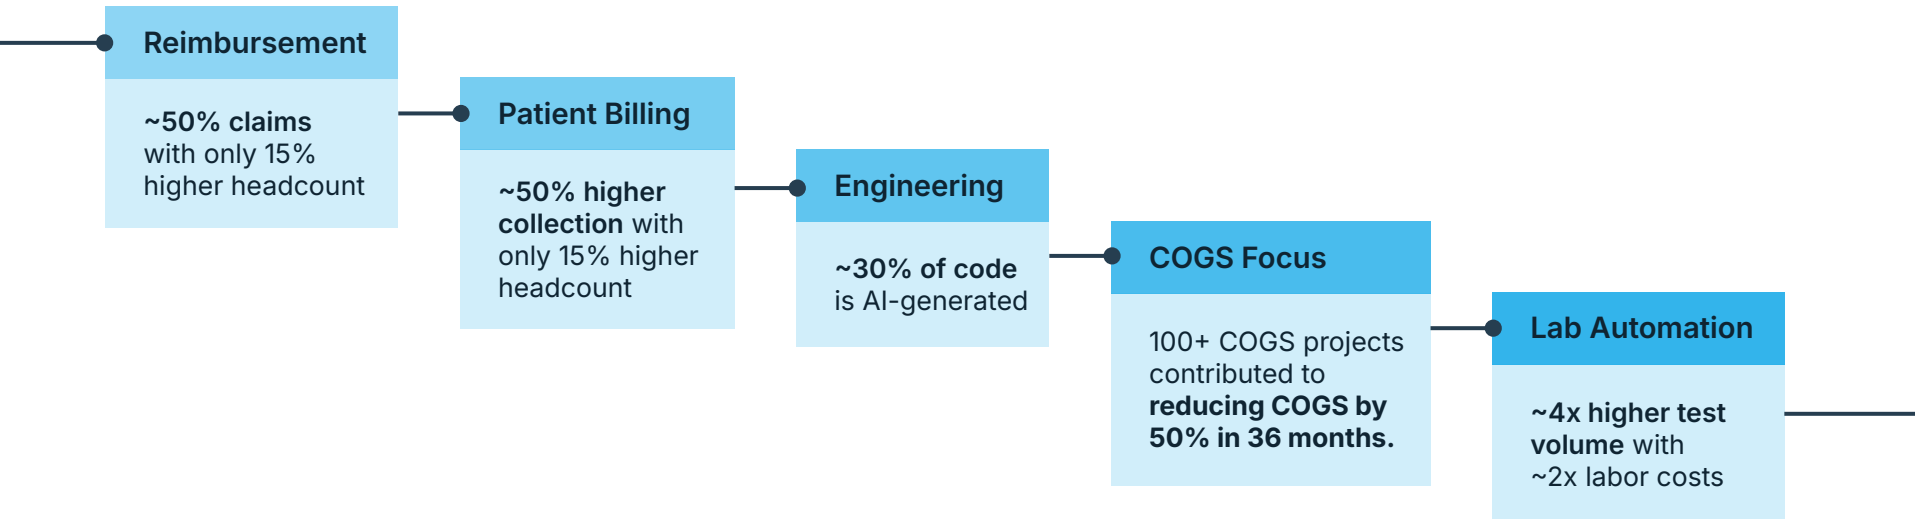 Reimbursement
~50% claims
with only 15%
higher headcount
Patient Billing
~50% higher
collection with
only 15% higher
headcount
Engineering
~30% of code
is AI-generated
COGS Focus
100+ COGS projects
contributed to
reducing COGS by
50% in 36 months.
Lab Automation
~4x higher test
volume with
~2x labor costs